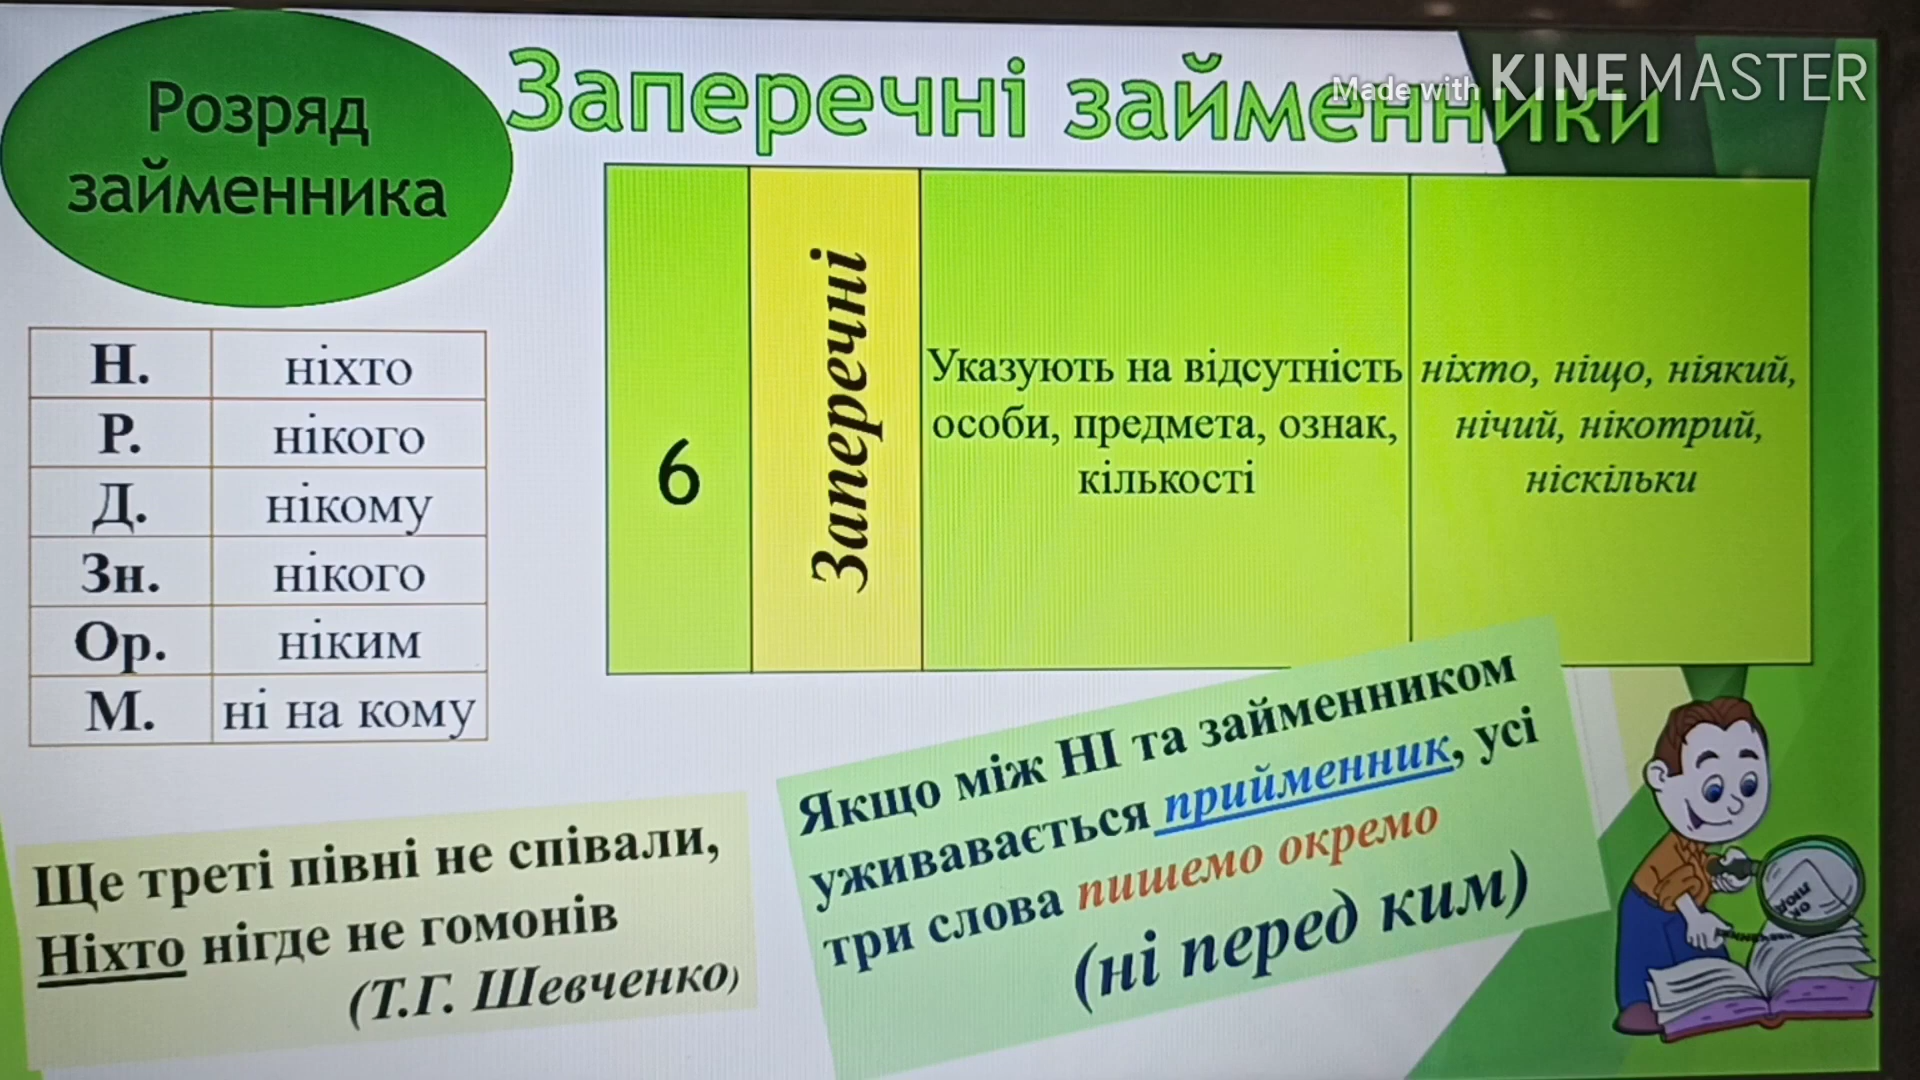 Розряд
займенника
Заперечні займенники
Made with KINEMASTER
Н. ніхто
Р. нікого
Д. нікому
Зн. нікого
Ор. ніким
М. ні на кому
6
Заперечні
Указують на відсутність
особи, предмета, ознак,
кількості
ніхто, ніщо, ніякий,
нічий, нікотрий,
ніскільки
Ще треті півні не співали,
Ніхто нігде не гомонів
(Т.Г. Шевченко)
Якщо між НІ та займенником
уживавається прийменник, усі
три слова пишемо окремо
(ні перед ким)